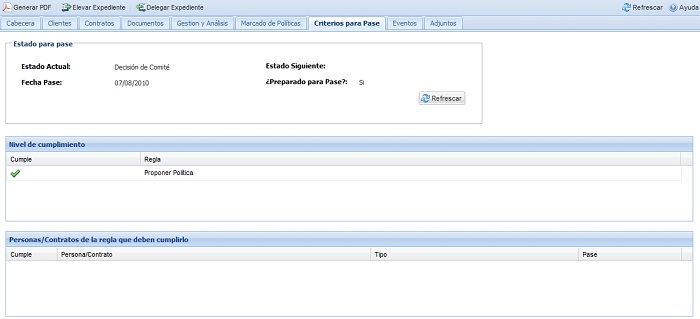 Generar PDF Elevar Expediente Delegar Expediente Refrescar Ayuda
Cabecera Clientes Contratos Documentos Gestion y Análisis Marcado de Políticas Criterios para Pase Eventos Adjuntos
Estado para pase
Estado Actual: Decisión de Comité Estado Siguiente:
Fecha Pase: 07/08/2010 ¿Preparado para Pase?: Si
Refrescar
Nivel de cumplimiento
Cumple Regla
Proponer Política
Personas/Contratos de la regla que deben cumplirlo
Cumple Persona/Contrato Tipo Pase